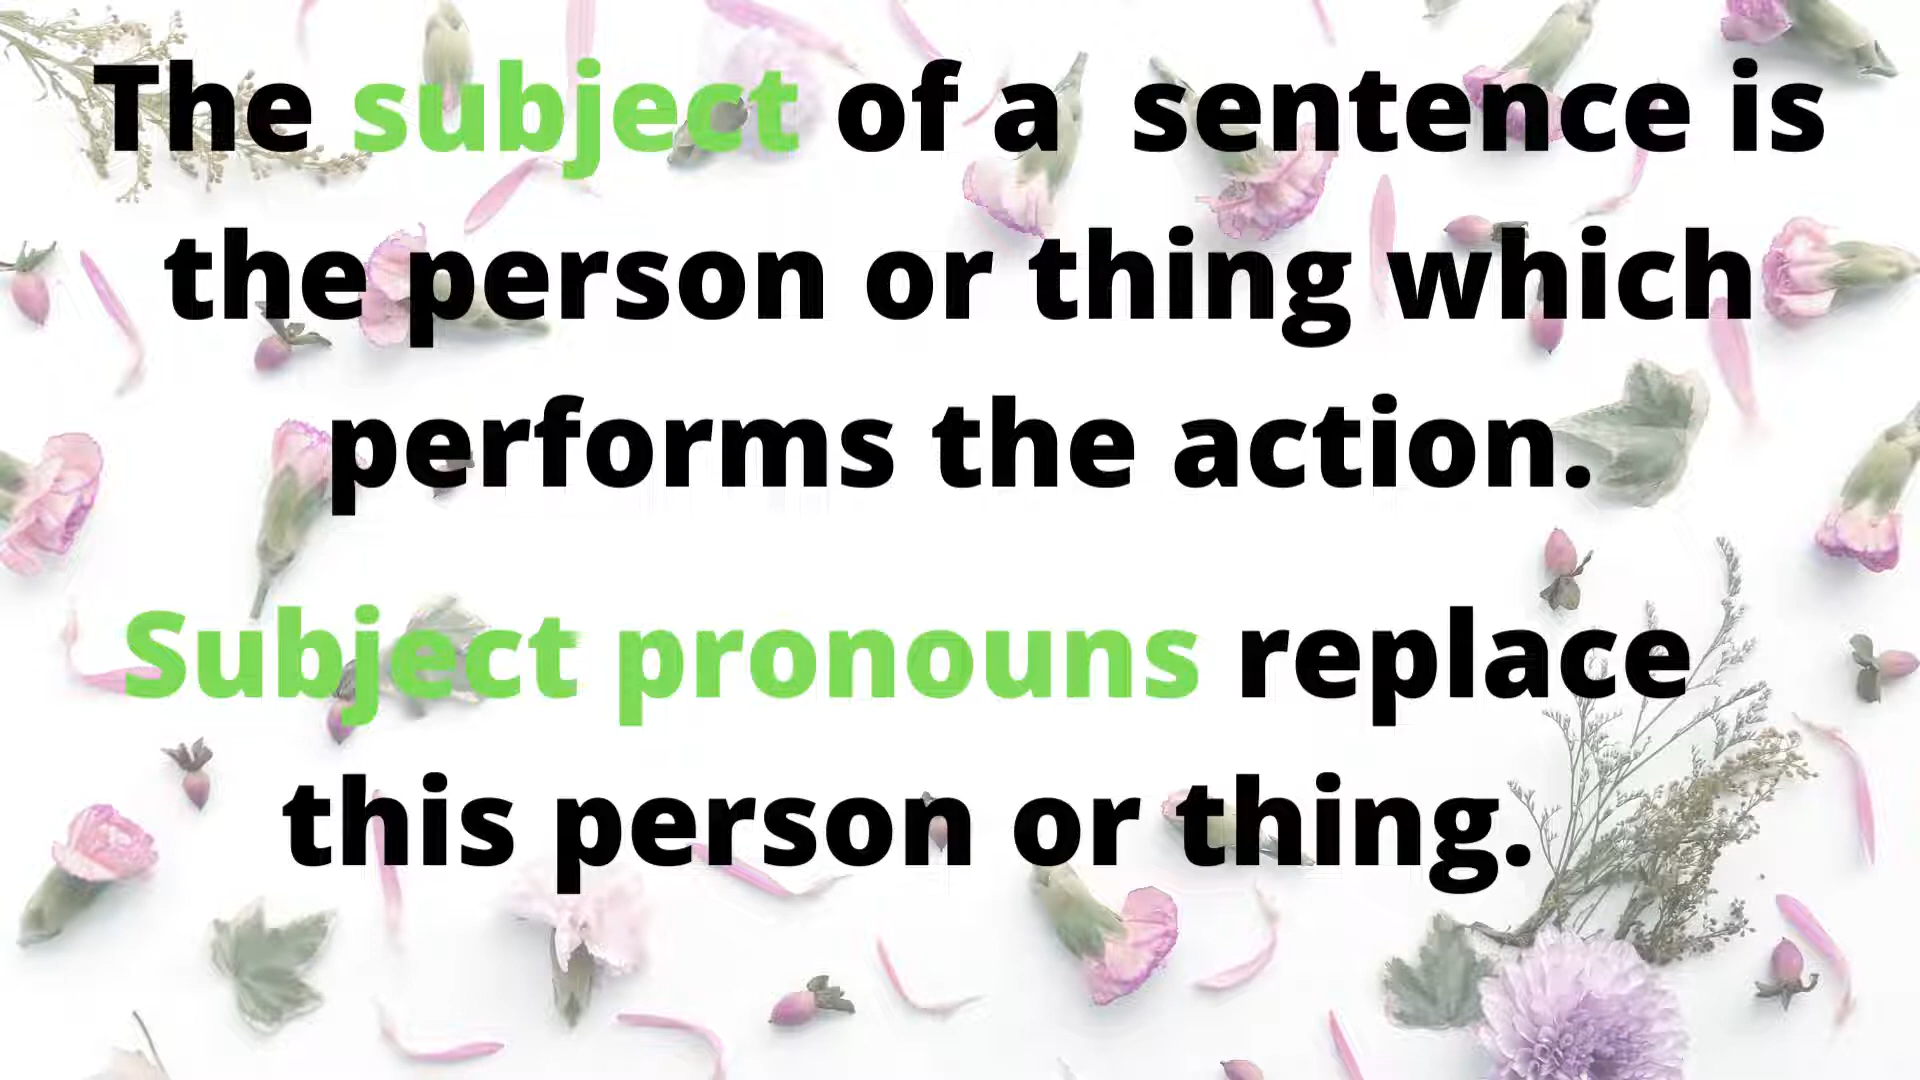 The subject of a  sentence is
the person or thing which
performs the action.
Subject pronouns replace
this person or thing.